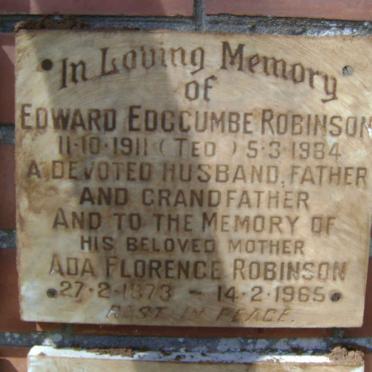 In Loving Memory
of
EDWARD EDGCUMBE ROBINSON
11·10·1911 (TED) 5·3·1984
A DEVOTED HUSBAND, FATHER
AND GRANDFATHER
AND TO THE MEMORY OF
HIS BELOVED MOTHER
ADA FLORENCE ROBINSON
27·2·1873 – 14·2·1965
REST IN PEACE.